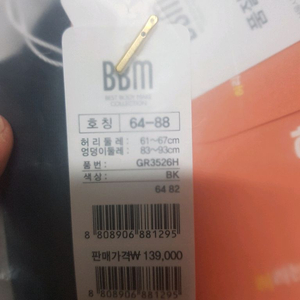 BBM
호칭 64-88
허리둘레: 61~67cm
엉덩이둘레: 83~93cm
품번: GR3526H
색상: BK
64 82
8 808906 881295
판매가격₩ 139,000
8 808906 881295